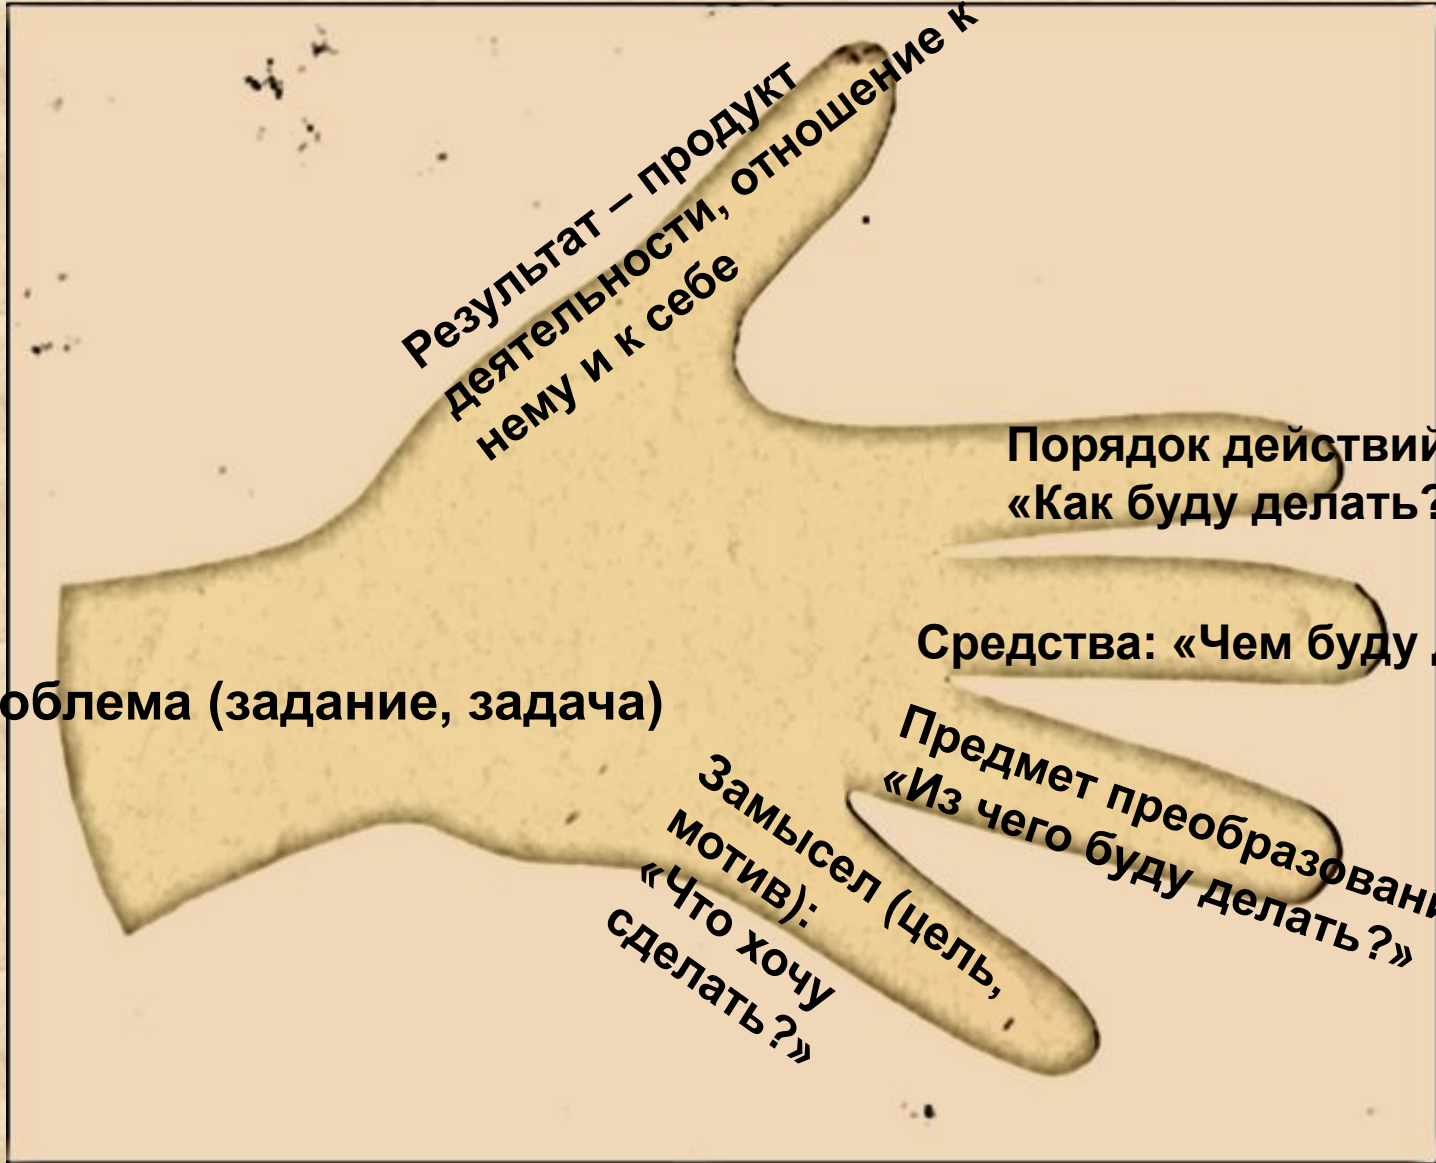 Результат – продукт
деятельности, отношение к
нему и к себе
Порядок действий
«Как буду делать?
Средства: «Чем буду
облема (задание, задача)
Предмет преобразовани
«Из чего буду делать?»
Замысел (цель,
мотив):
«Что хочу
сделать?»